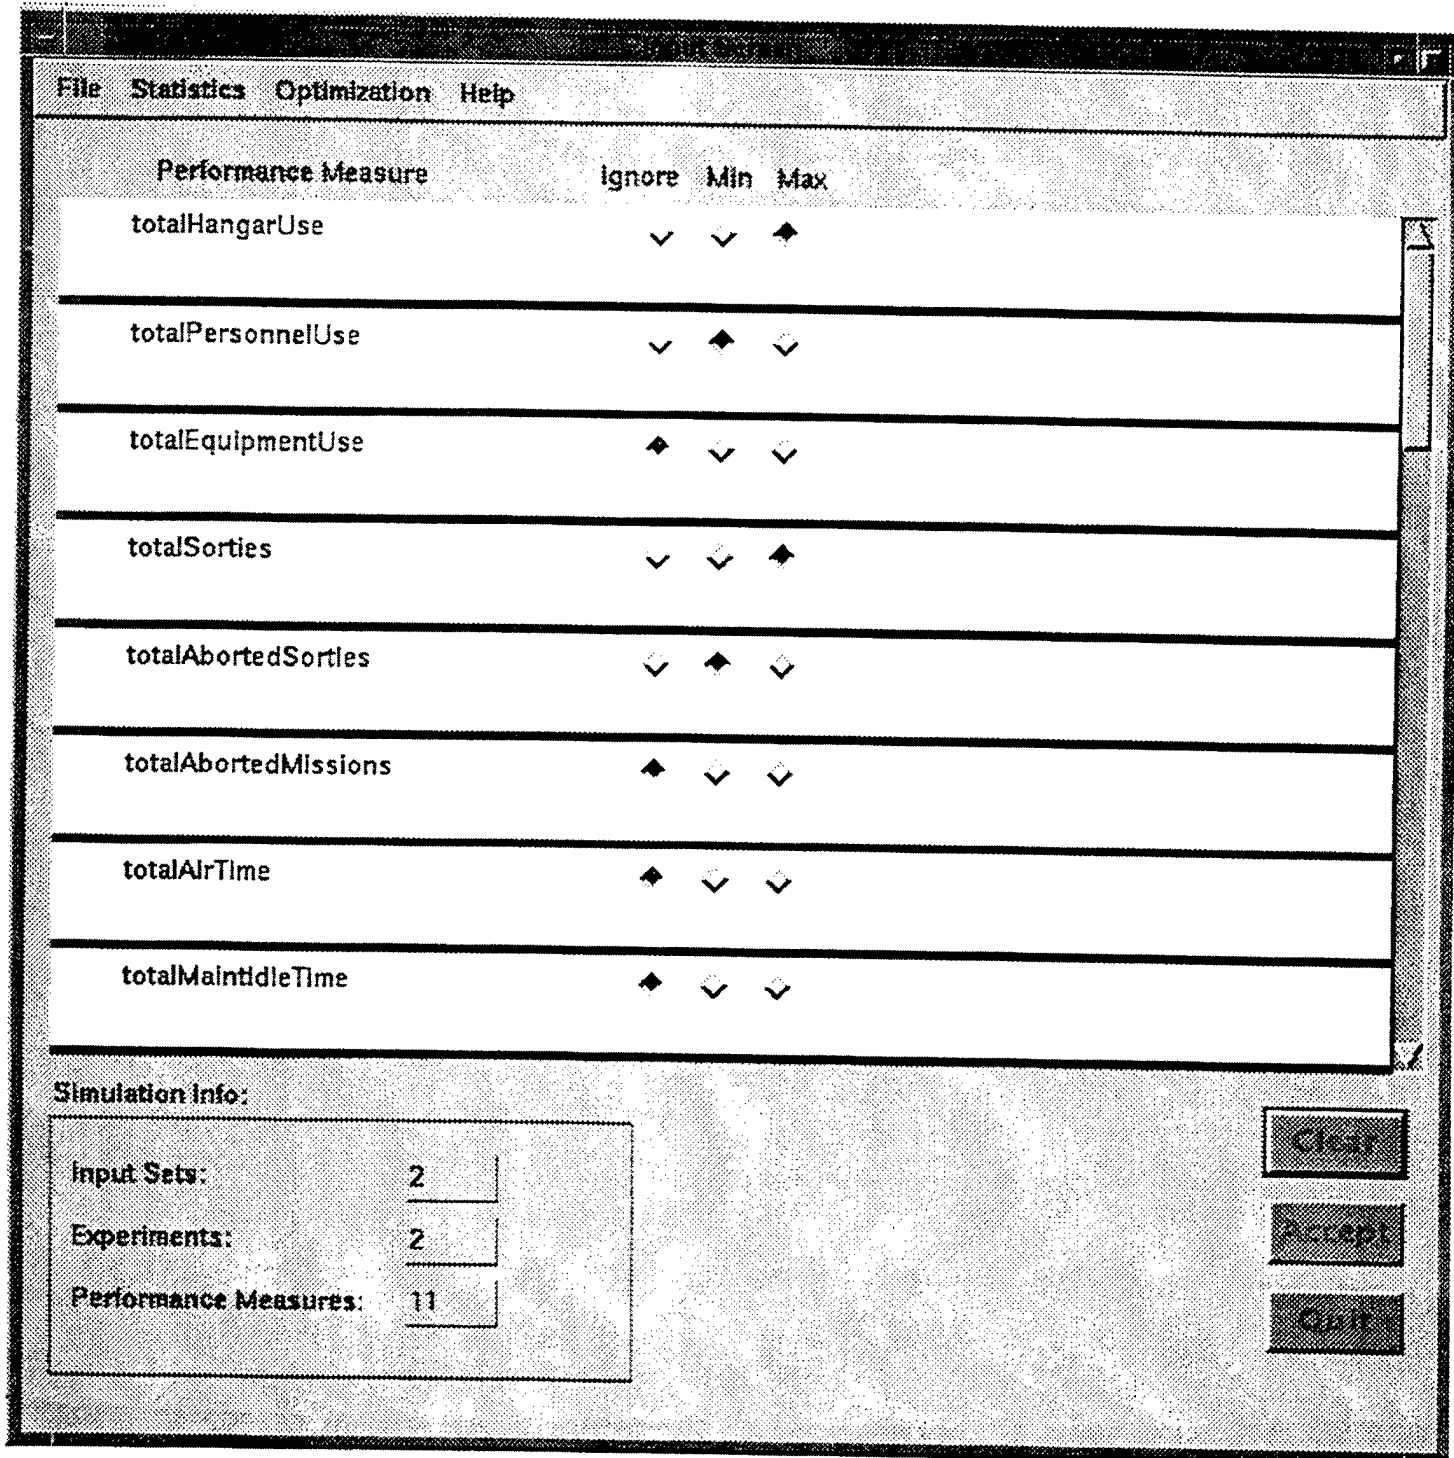 File Statistics Optimization Help
Performance Measure Ignore Min Max
totalHangarUse
totalPersonnelUse
totalEquipmentUse
totalSorties
totalAbortedSorties
totalAbortedMissions
totalAirTime
totalMaintIdleTime
Simulation Info:
Input Sets: 2
Experiments: 2
Performance Measures: 11
Clear
Accept
Quit